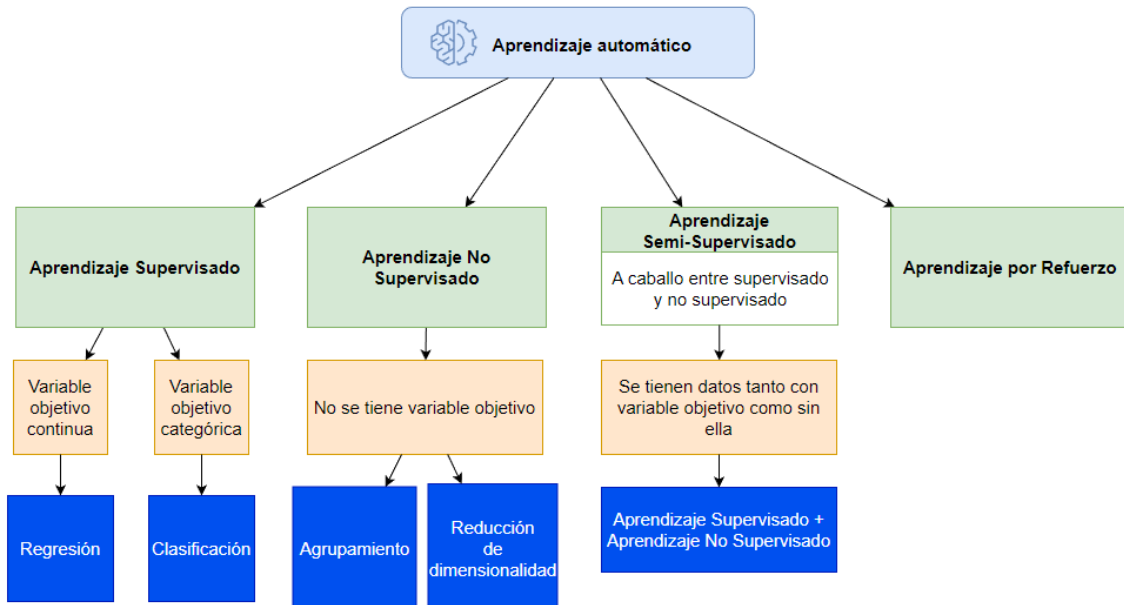 Aprendizaje automático
Aprendizaje Supervisado
Aprendizaje No
Supervisado
Aprendizaje
Semi-Supervisado
A caballo entre supervisado
y no supervisado
Aprendizaje por Refuerzo
Variable
objetivo
continua
Variable
objetivo
categórica
No se tiene variable objetivo
Se tienen datos tanto con
variable objetivo como sin
ella
Regresión
Clasificación
Agrupamiento
Reducción
de
dimensionalidad
Aprendizaje Supervisado +
Aprendizaje No Supervisado